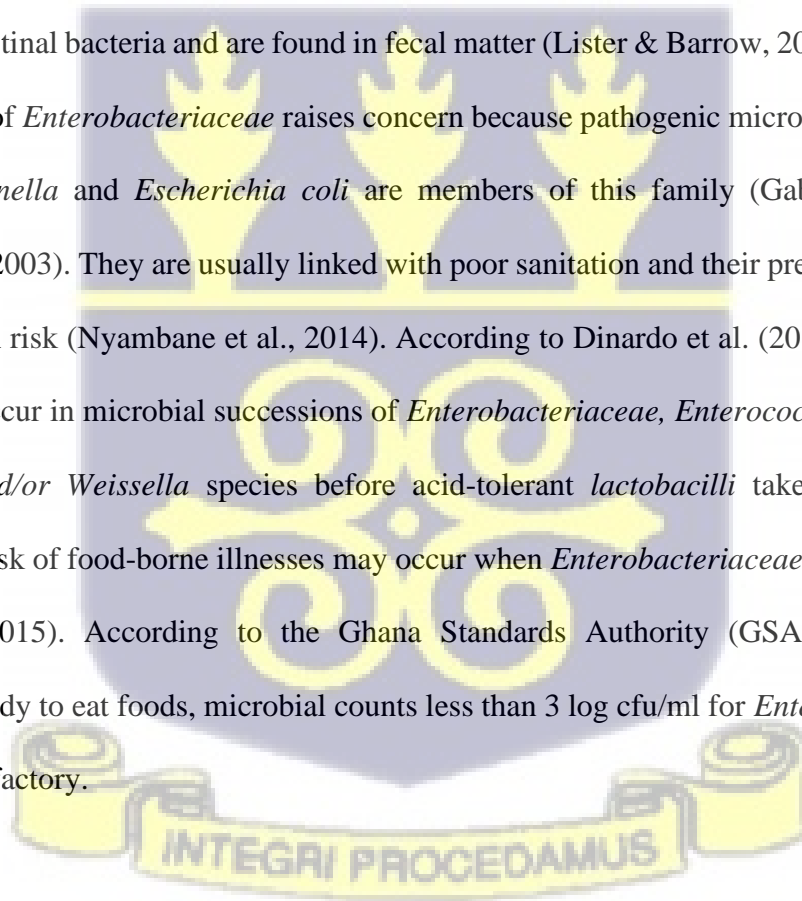 tinal bacteria and are found in fecal matter (Lister & Barrow, 20
of Enterobacteriaceae raises concern because pathogenic micro
nella and Escherichia coli are members of this family (Gab
2003). They are usually linked with poor sanitation and their pre
risk (Nyambane et al., 2014). According to Dinardo et al. (20
cur in microbial successions of Enterobacteriaceae, Enteroco
d/or Weissella species before acid-tolerant lactobacilli take
sk of food-borne illnesses may occur when Enterobacteriaceae
015). According to the Ghana Standards Authority (GSA
dy to eat foods, microbial counts less than 3 log cfu/ml for Ente
factory.
INTEGRI PROCEDAMUS